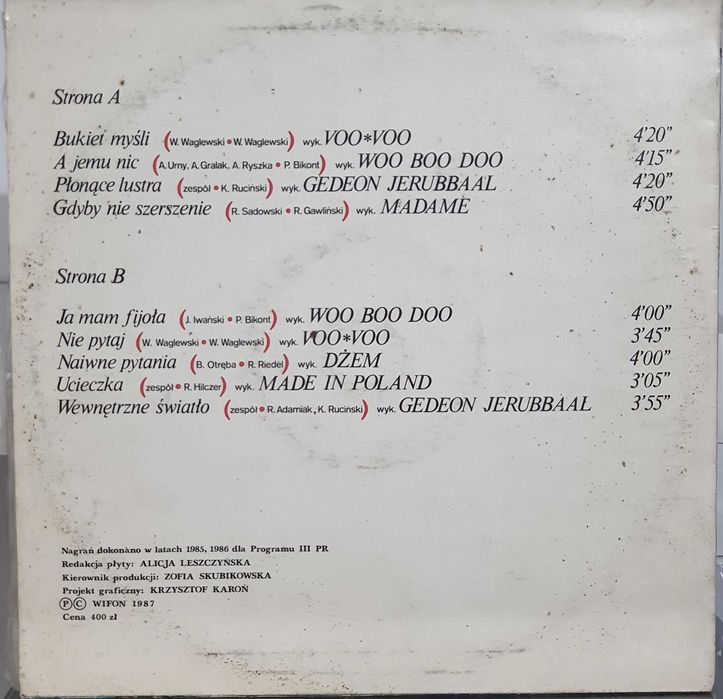 Strona A
Bukiet myśli (W. Waglewski • W. Waglewski) wyk. VOO*VOO 4'20"
A jemu nic (A. Urny, A. Gralak, A. Ryszka • P. Bikont) wyk. WOO BOO DOO 4'15"
Płonące lustra (zespół • K. Ruciński) wyk. GEDEON JERUBBAAL 4'20"
Gdyby nie szerszenie (R. Sadowski • R. Gawliński) wyk. MADAME 4'50"
Strona B
Ja mam fijoła (J. Iwański • P. Bikont) wyk. WOO BOO DOO 4'00"
Nie pytaj (W. Waglewski • W. Waglewski) wyk. VOO*VOO 3'45"
Naiwne pytania (B. Otręba • R. Riedel) wyk. DŻEM 4'00"
Ucieczka (zespół • R. Hilczer) wyk. MADE IN POLAND 3'05"
Wewnętrzne światło (zespół • R. Adamiak, K. Ruciński) wyk. GEDEON JERUBBAAL 3'55"
Nagrań dokonano w latach 1985, 1986 dla Programu III PR
Redakcja płyty: ALICJA LESZCZYŃSKA
Kierownik produkcji: ZOFIA SKUBIKOWSKA
Projekt graficzny: KRZYSZTOF KAROŃ
Ⓟ© WIFON 1987
Cena 400 zł